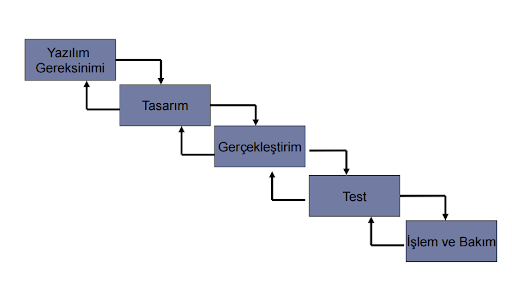 Yazılım
Gereksinimi
Tasarım
Gerçekleştirim
Test
İşlem ve Bakım